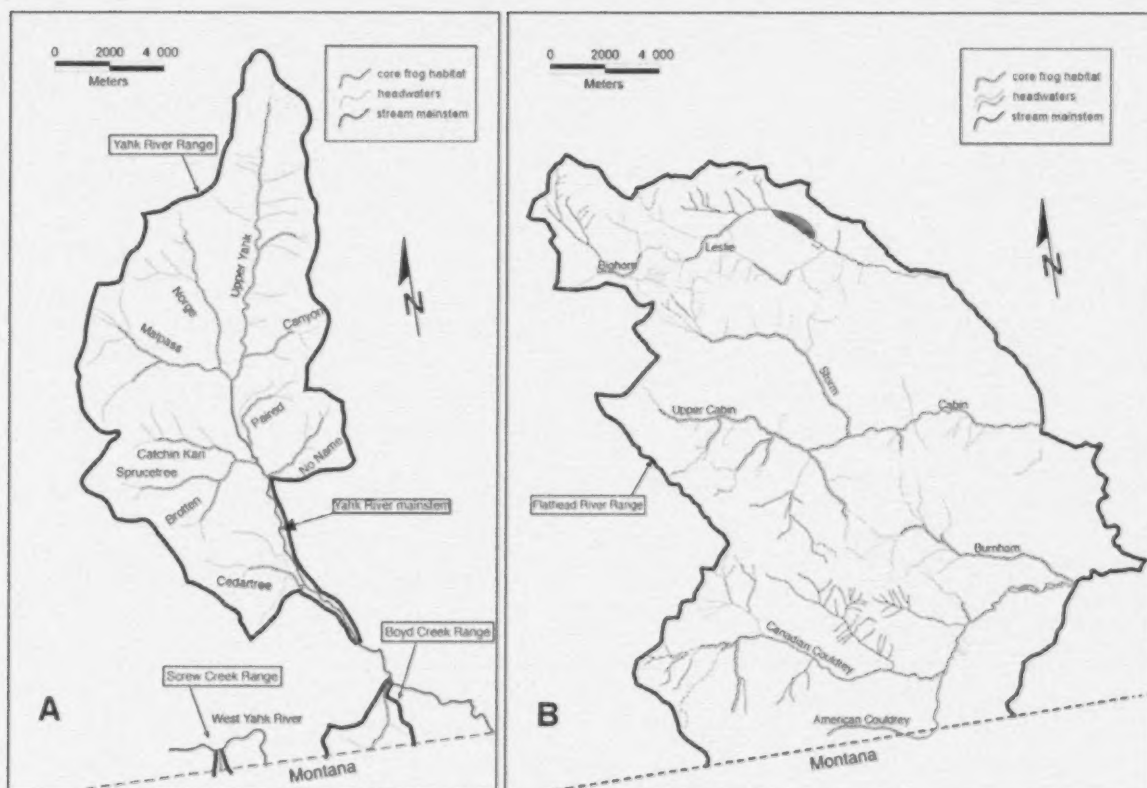 0 2000 4 000
Meters
core frog habitat
headwaters
stream mainstem
Yahk River Range
Upper Yahk
Norge
Malpass
Canyon
Paired
No Name
Catchin Kari
Sprucetree
Brotten
Yahk River mainstem
Cedartree
Boyd Creek Range
Screw Creek Range
A
West Yahk River
Montana
0 2000 4 000
Meters
core frog habitat
headwaters
stream mainstem
Leslie
Bighorn
Storm
Upper Cabin
Cabin
Flathead River Range
Burnham
Canadian Couldrey
B
American Couldrey
Montana